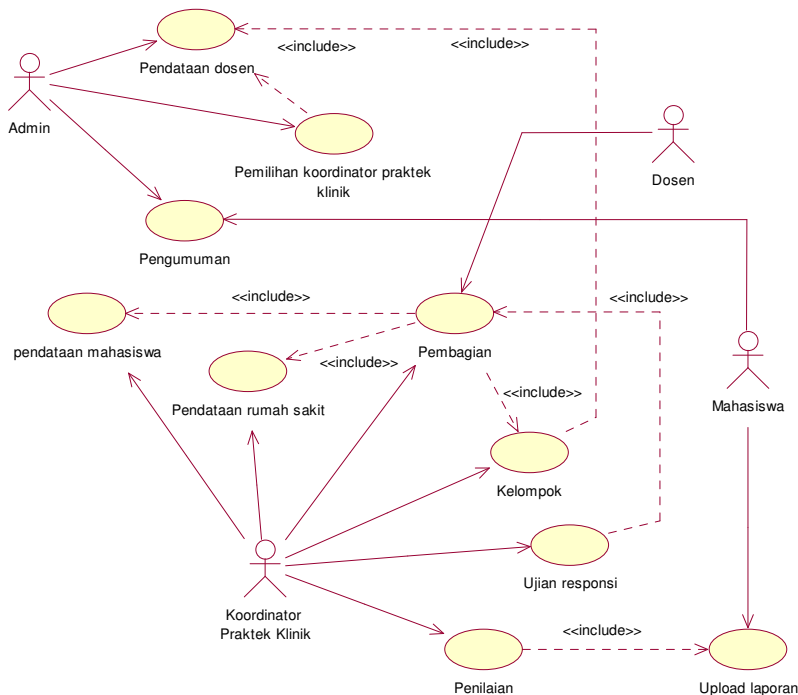 <<include>>
<<include>>
Pendataan dosen
Admin
Pemilihan koordinator praktek
klinik
Dosen
Pengumuman
<<include>>
<<include>>
pendataan mahasiswa
Pembagian
<<include>>
<<include>>
Pendataan rumah sakit
Mahasiswa
Kelompok
Ujian responsi
Koordinator
Praktek Klinik
<<include>>
Penilaian
Upload laporan